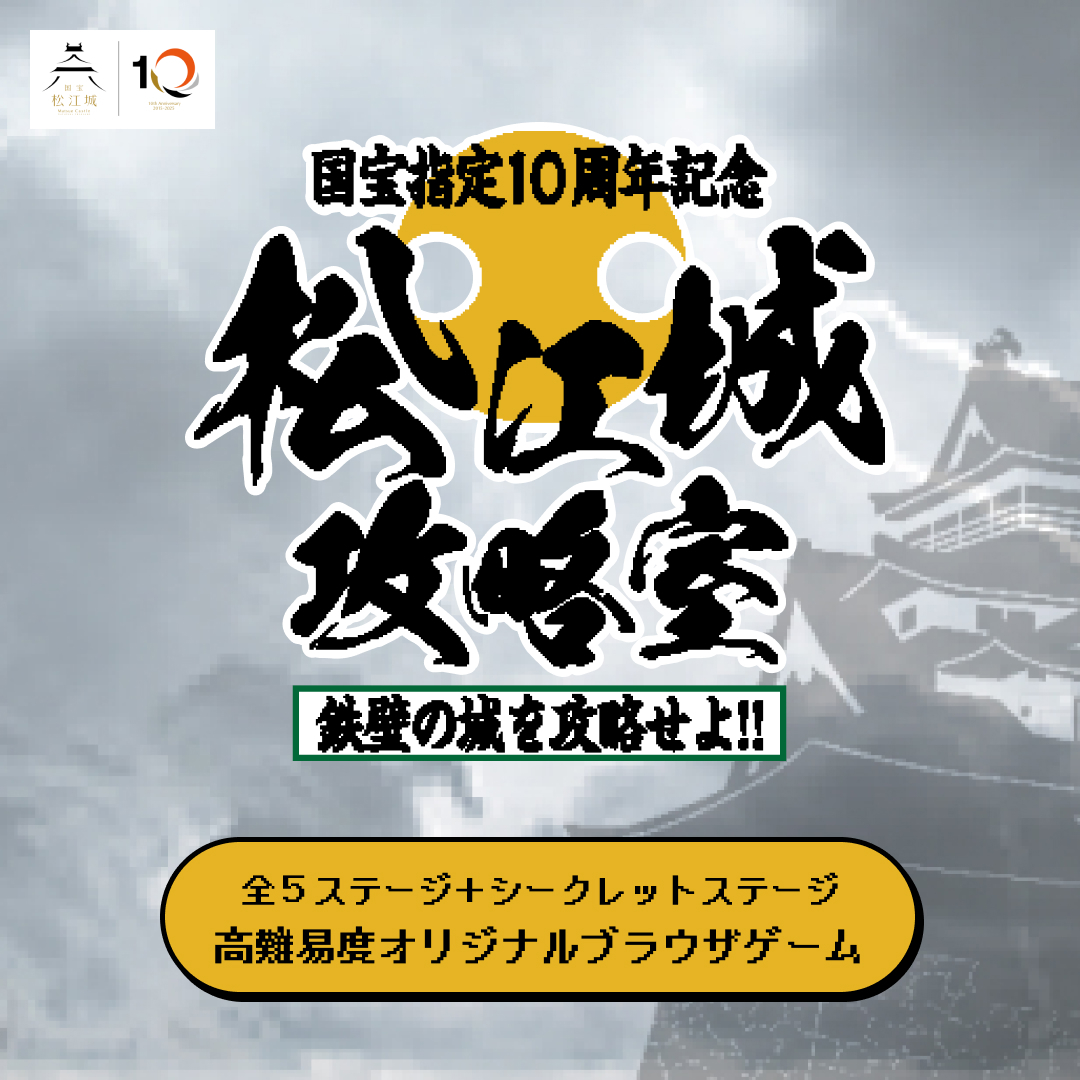 国宝
松江城
Matsue Castle
10
10th Anniversary
2015-2025
国宝指定10周年記念
松江城
攻略室
鉄壁の城を攻略せよ!!
全5ステージ+シークレットステージ
高難易度オリジナルブラウザゲーム